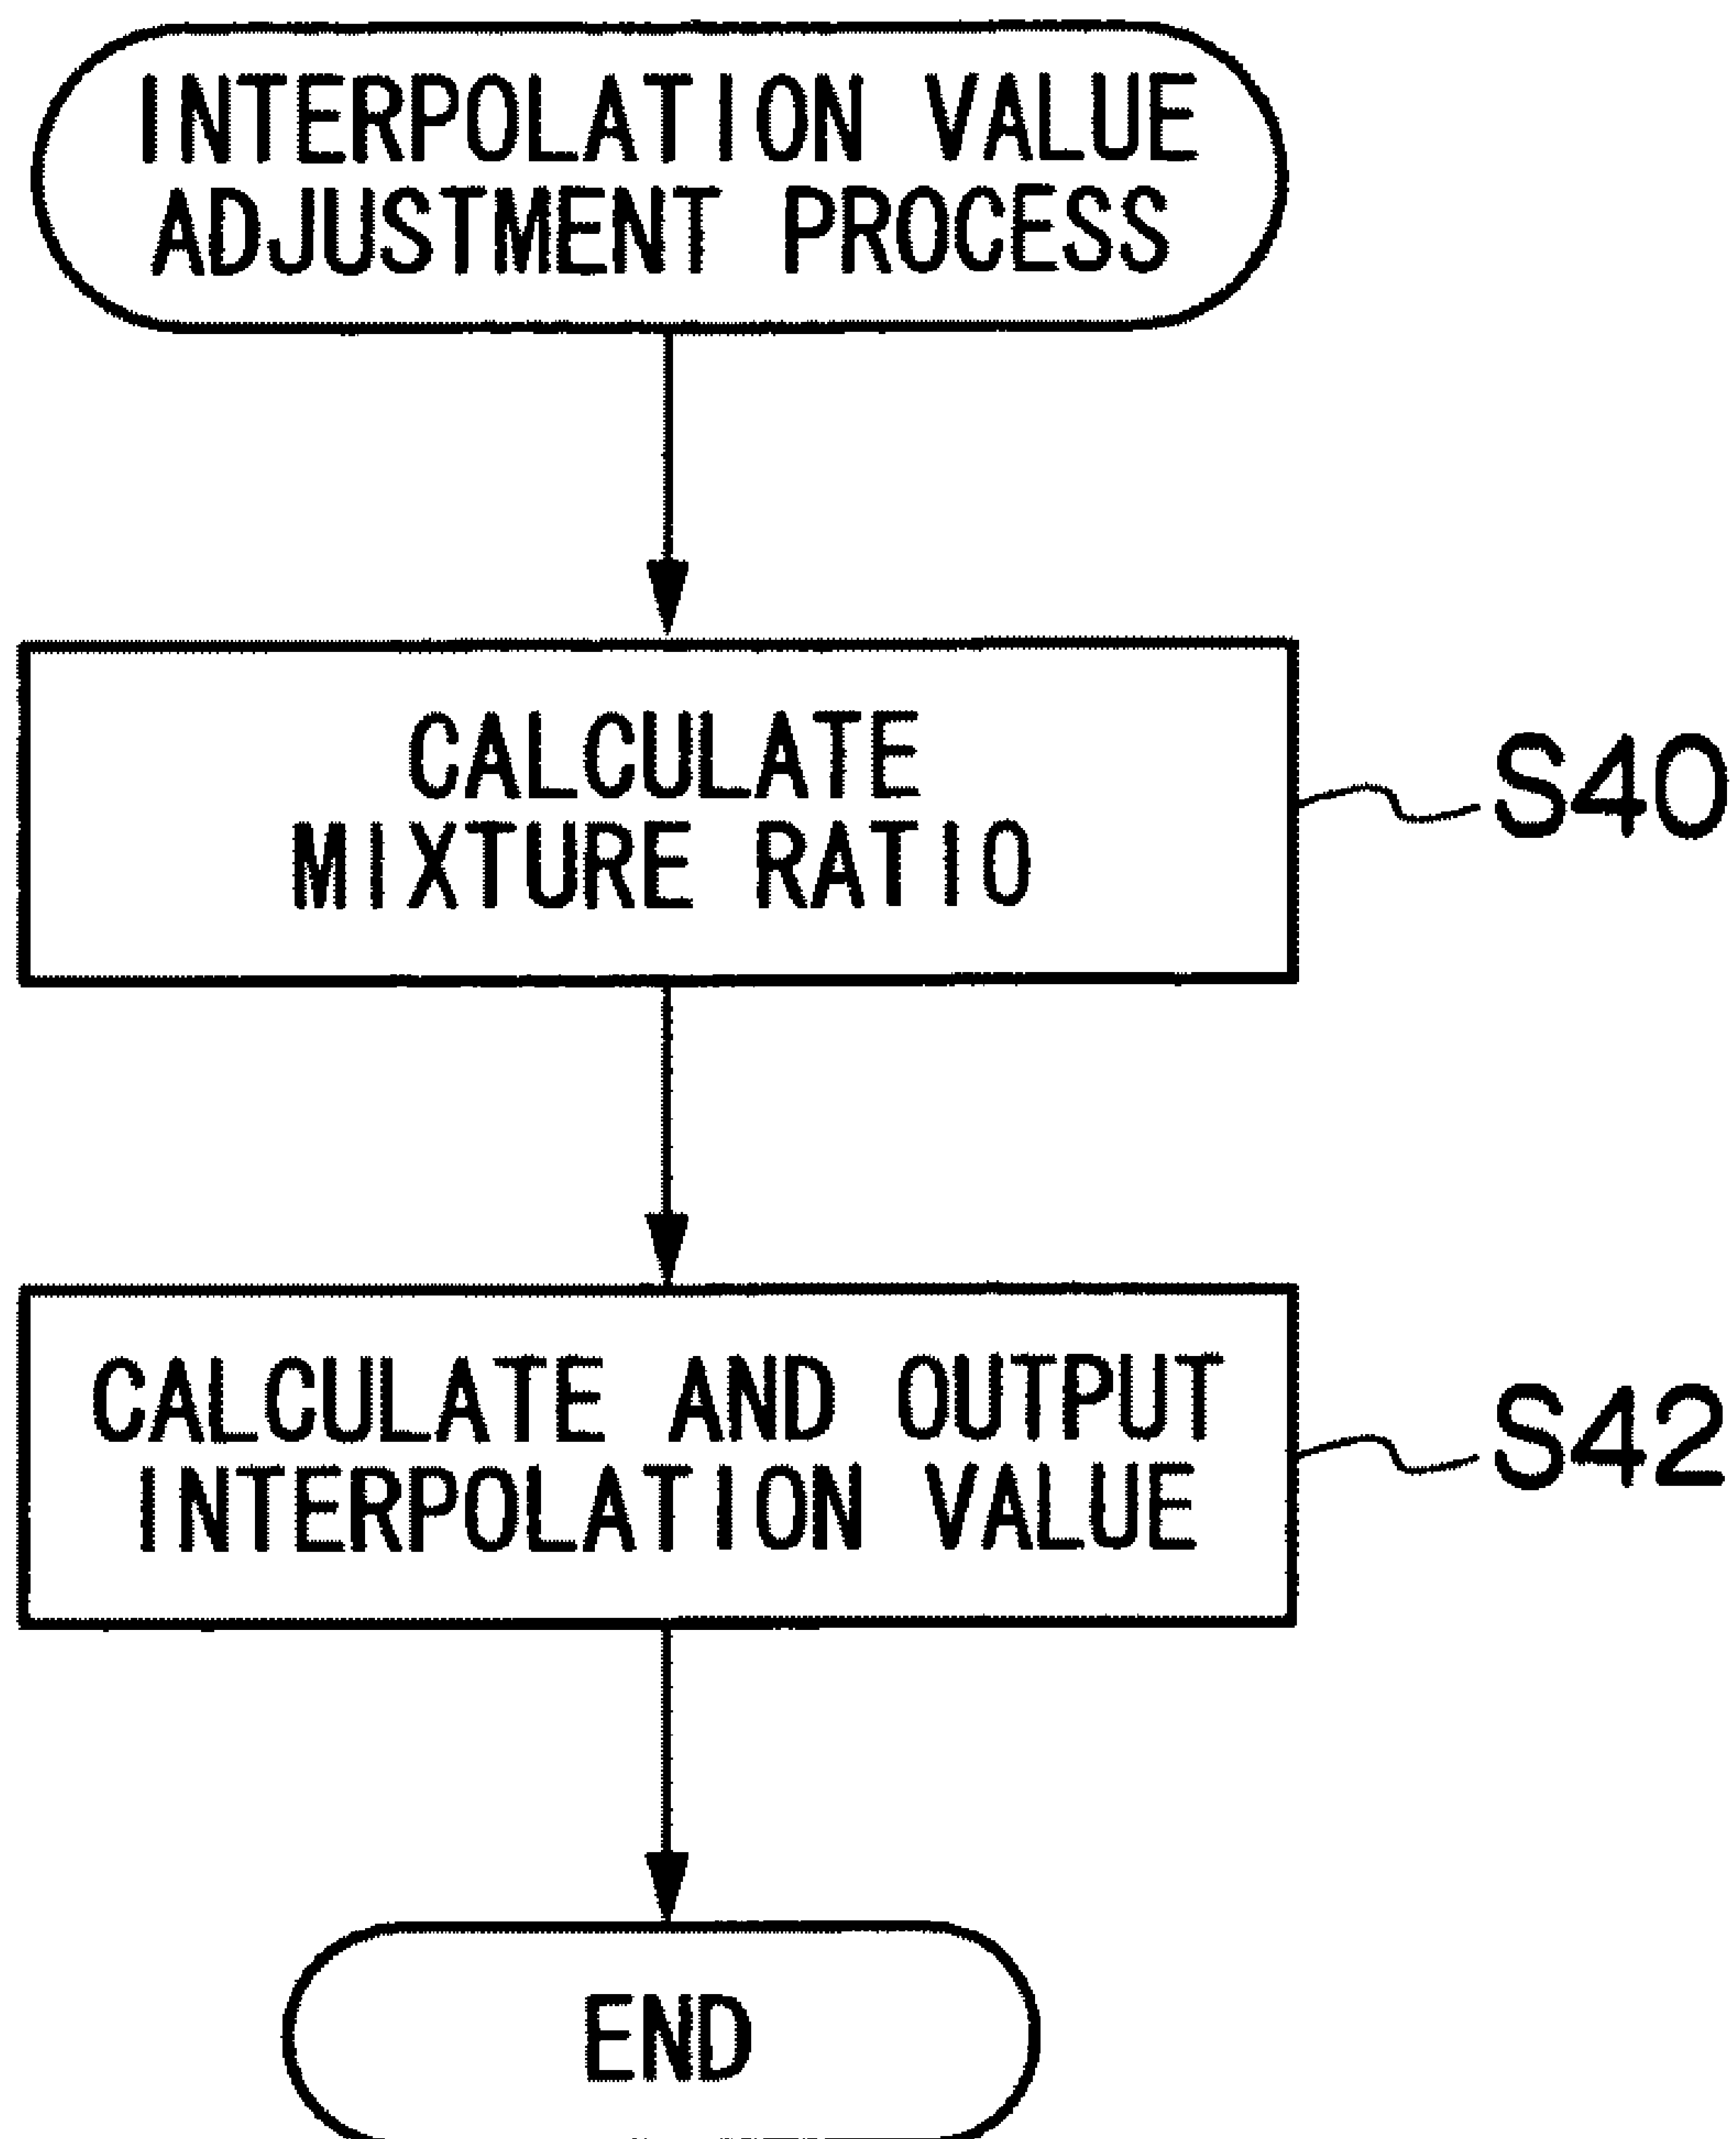 INTERPOLATION VALUE
ADJUSTMENT PROCESS
CALCULATE
MIXTURE RATIO
S40
CALCULATE AND OUTPUT
INTERPOLATION VALUE
S42
END